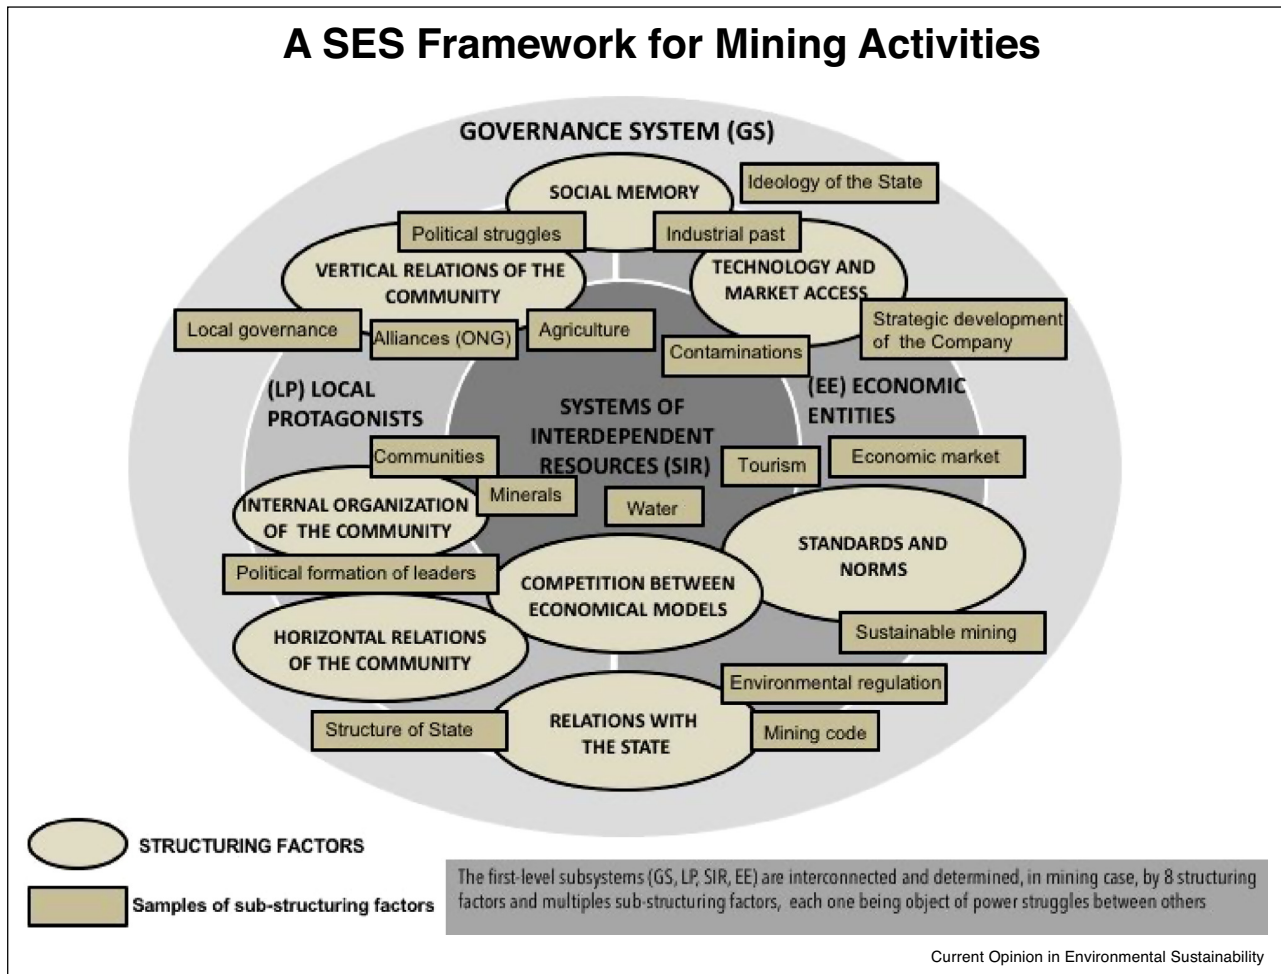 A SES Framework for Mining Activities
GOVERNANCE SYSTEM (GS)
SOCIAL MEMORY
Ideology of the State
Political struggles
Industrial past
VERTICAL RELATIONS OF THE
COMMUNITY
TECHNOLOGY AND
MARKET ACCESS
Local governance
Alliances (ONG)
Agriculture
Contaminations
Strategic development
of the Company
(LP) LOCAL
PROTAGONISTS
(EE) ECONOMIC
ENTITIES
SYSTEMS OF
INTERDEPENDENT
RESOURCES (SIR)
Communities
Tourism
Economic market
Minerals
Water
INTERNAL ORGANIZATION
OF THE COMMUNITY
STANDARDS AND
NORMS
Political formation of leaders
COMPETITION BETWEEN
ECONOMICAL MODELS
HORIZONTAL RELATIONS
OF THE COMMUNITY
Sustainable mining
Environmental regulation
Structure of State
RELATIONS WITH
THE STATE
Mining code
STRUCTURING FACTORS
Samples of sub-structuring factors
The first-level subsystems (GS, LP, SIR, EE) are interconnected and determined, in mining case, by 8 structuring
factors and multiples sub-structuring factors, each one being object of power struggles between others
Current Opinion in Environmental Sustainability